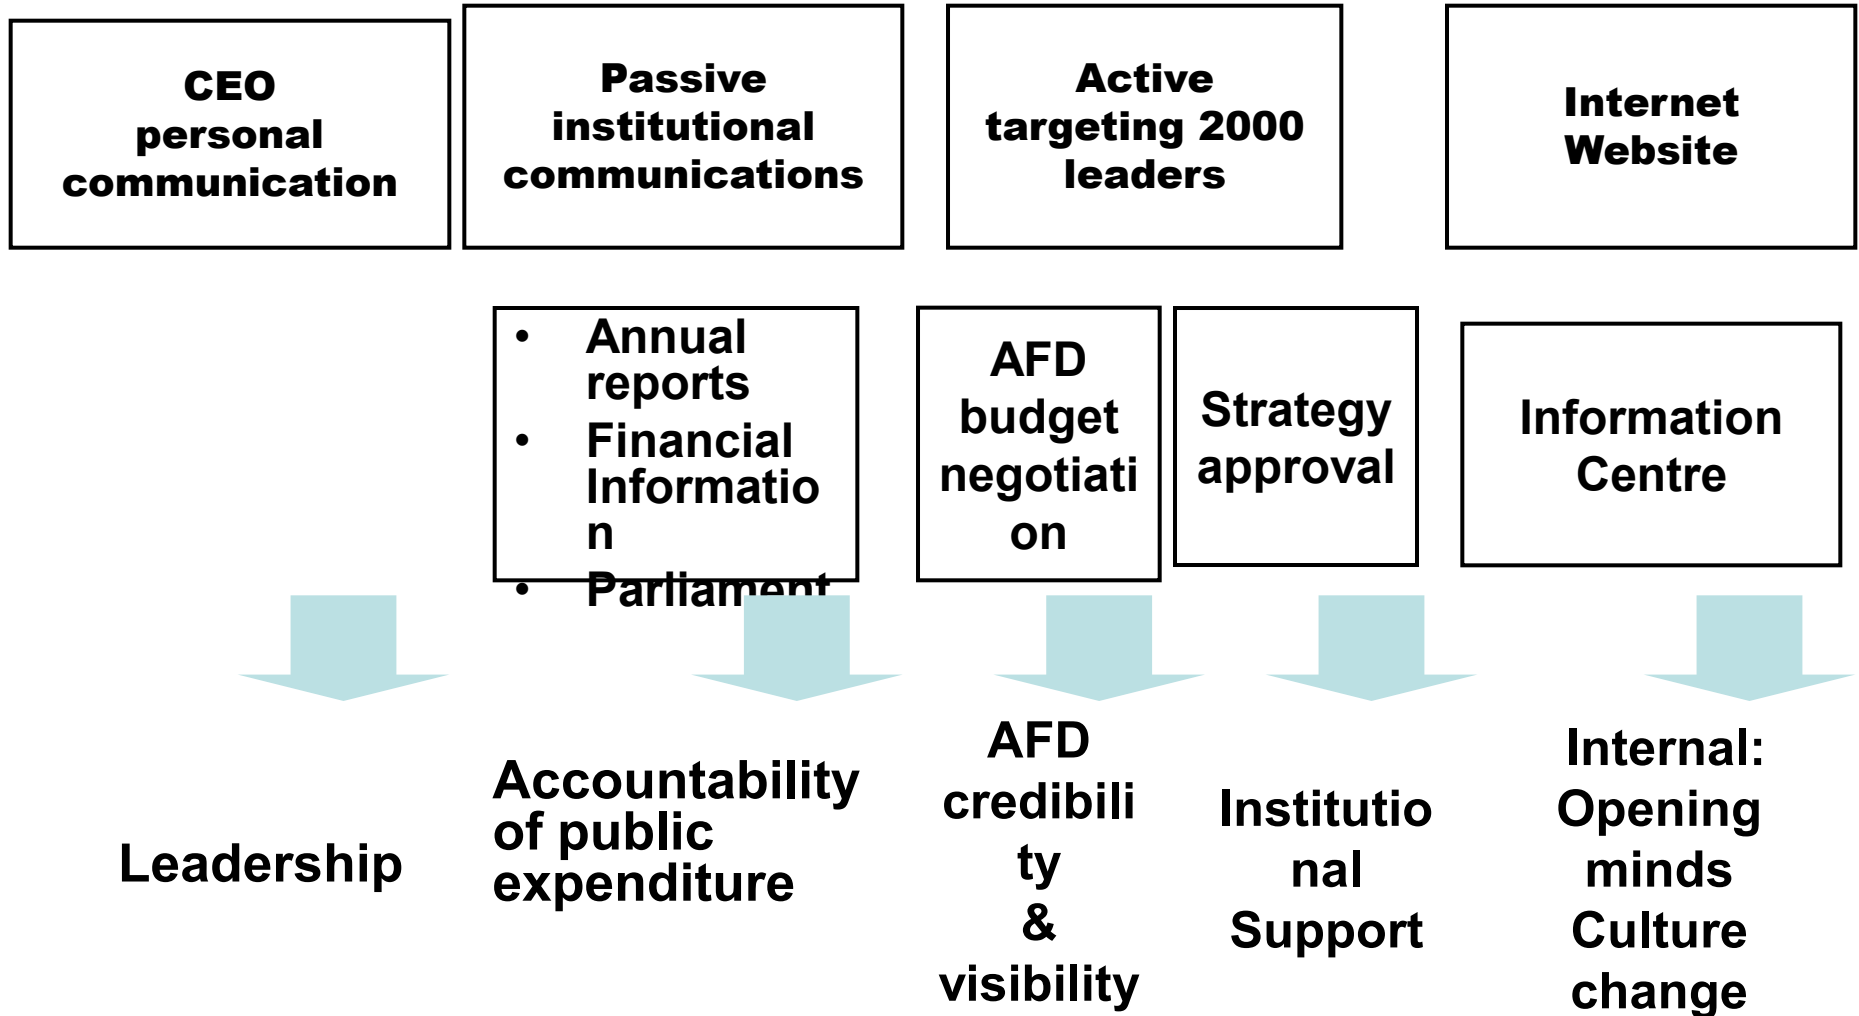 CEO
personal
communication
Passive
institutional
communications
Active
targeting 2000
leaders
Internet
Website
• Annual
reports
• Financial
Informatio
n
• Parliament
AFD
budget
negotiati
on
Strategy
approval
Information
Centre
Leadership
Accountability
of public
expenditure
AFD
credibili
ty
&
visibility
Institutio
nal
Support
Internal:
Opening
minds
Culture
change